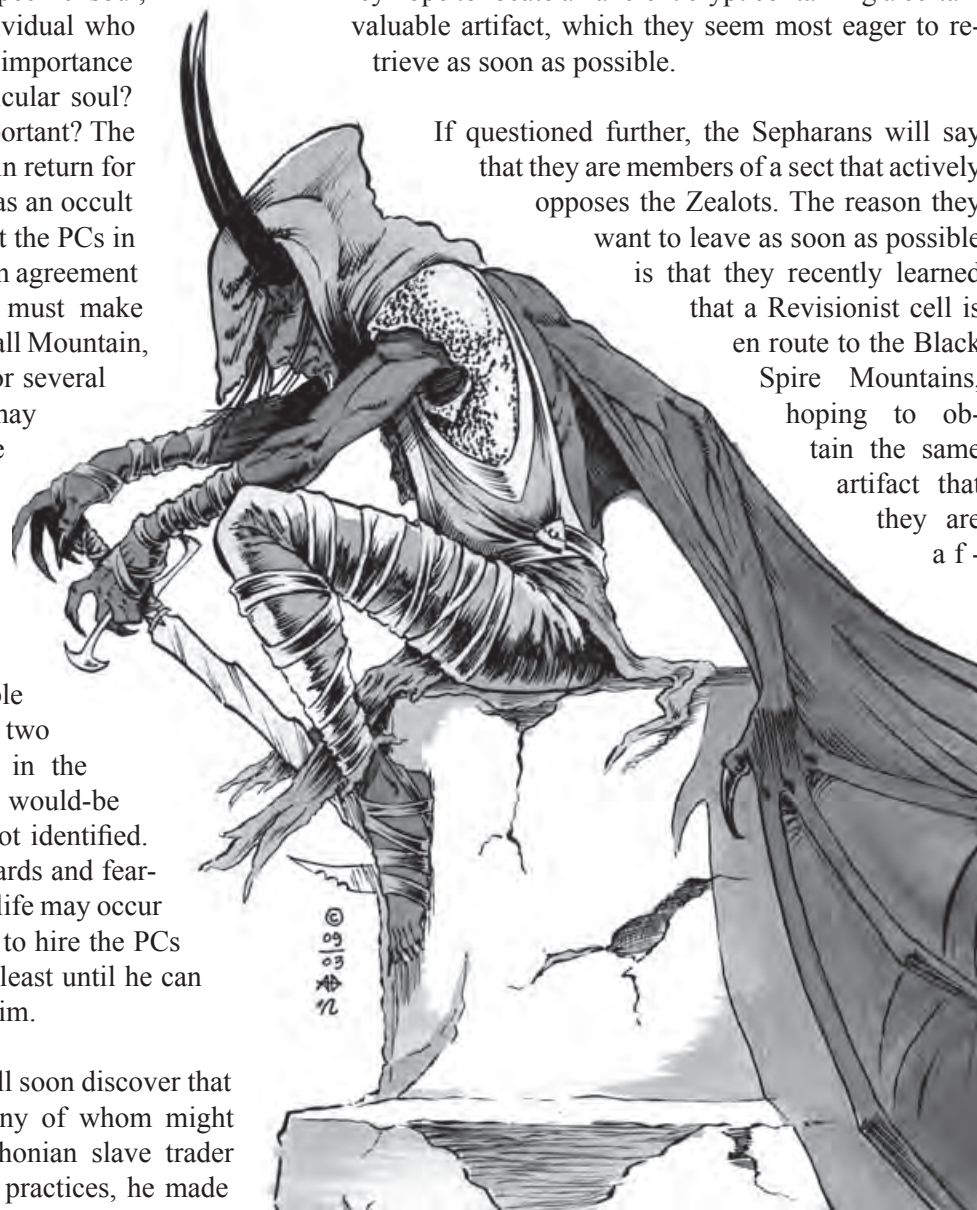 vidual who
importance
cular soul?
portant? The
in return for
as an occult
t the PCs in
n agreement
must make
all Mountain,
or several
nay
e
ole
two
in the
would-be
ot identified.
ards and fear-
life may occur
to hire the PCs
least until he can
im.
ll soon discover that
ny of whom might
honian slave trader
practices, he made
valuable artifact, which they seem most eager to re-
trieve as soon as possible.
If questioned further, the Sepharans will say
that they are members of a sect that actively
opposes the Zealots. The reason they
want to leave as soon as possible
is that they recently learned
that a Revisionist cell is
en route to the Black
Spire Mountains,
hoping to ob-
tain the same
artifact that
they are
a f -
©
09
03